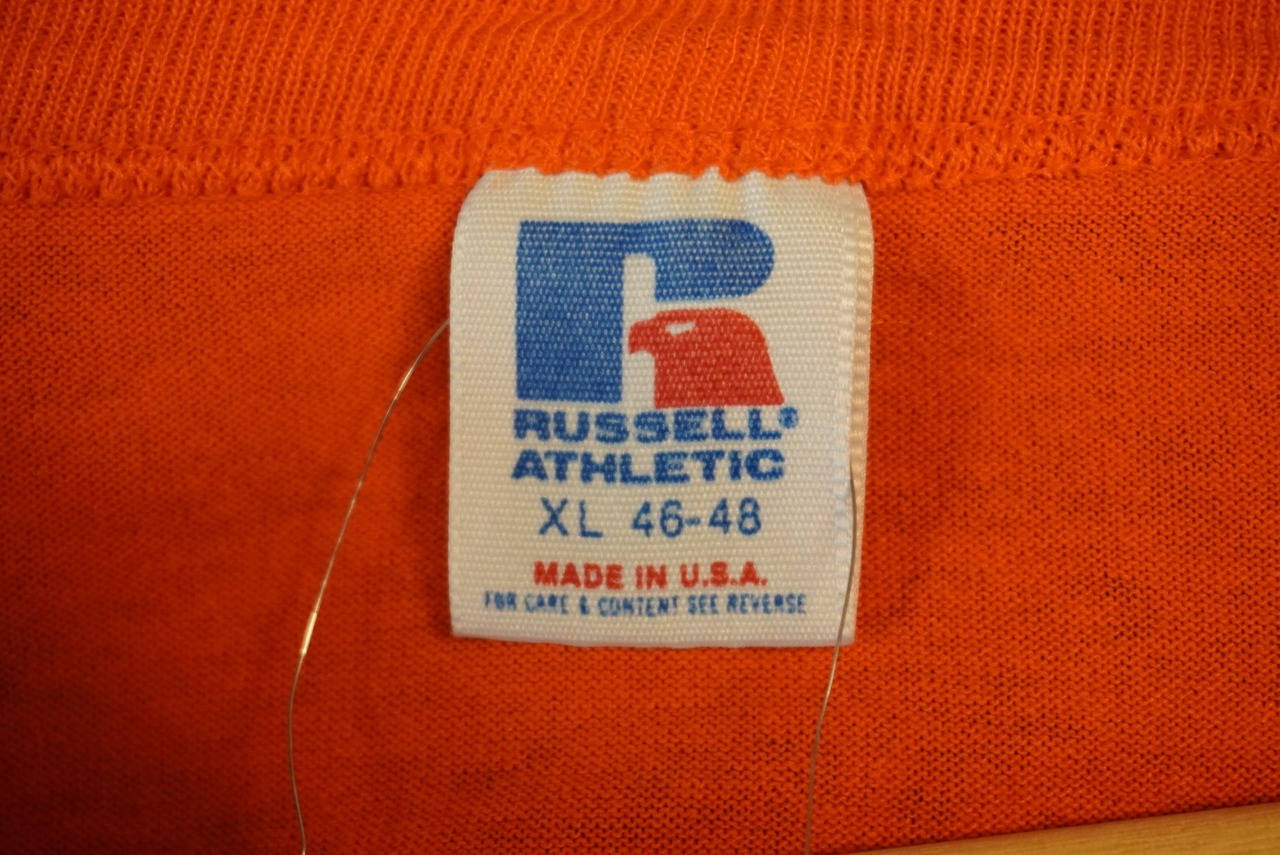 RUSSELL®
ATHLETIC
XL 46-48
MADE IN U.S.A.
FOR CARE & CONTENT SEE REVERSE